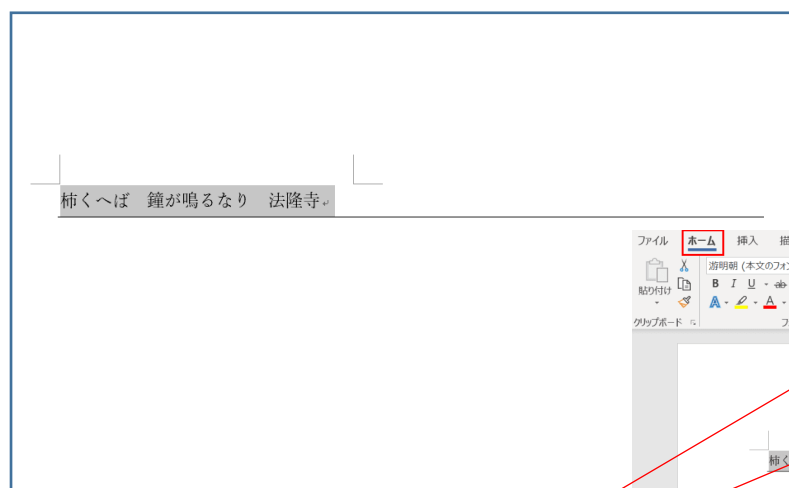 柿くへば　鐘が鳴るなり　法隆寺
ファイル ホーム 挿入
游明朝 (本文のフォン
貼り付け
B I U ab
A A
クリップボード
柿く